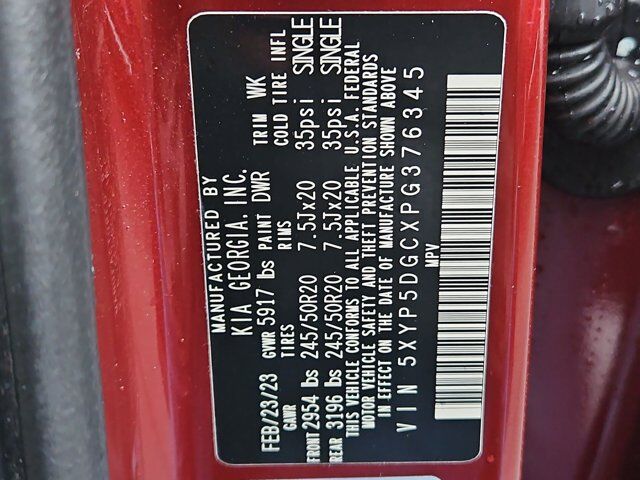 MANUFACTURED BY
KIA GEORGIA, INC.
FEB/23/23 GVWR 5917 lbs PAINT DWR TRIM WK
GAWR TIRES RIMS COLD TIRE INFL
FRONT 2954 lbs 245/50R20 7.5Jx20 35psi SINGLE
REAR 3196 lbs 245/50R20 7.5Jx20 35psi SINGLE
THIS VEHICLE CONFORMS TO ALL APPLICABLE U.S.A. FEDERAL
MOTOR VEHICLE SAFETY AND THEFT PREVENTION STANDARDS
IN EFFECT ON THE DATE OF MANUFACTURE SHOWN ABOVE
VIN 5XYP5DGCXPG376345
MPV